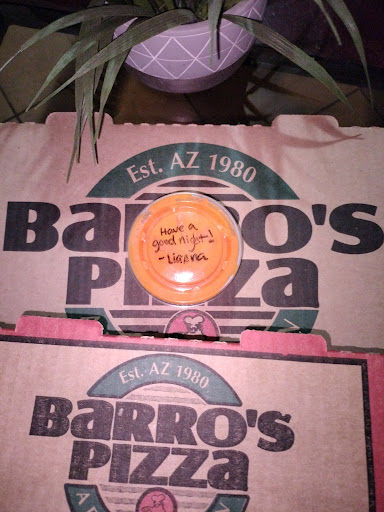 Est. AZ 1980
BARRO'S
PIZZA
Have a
good night!
Est. AZ 1980
BARRO'S
PIZZA